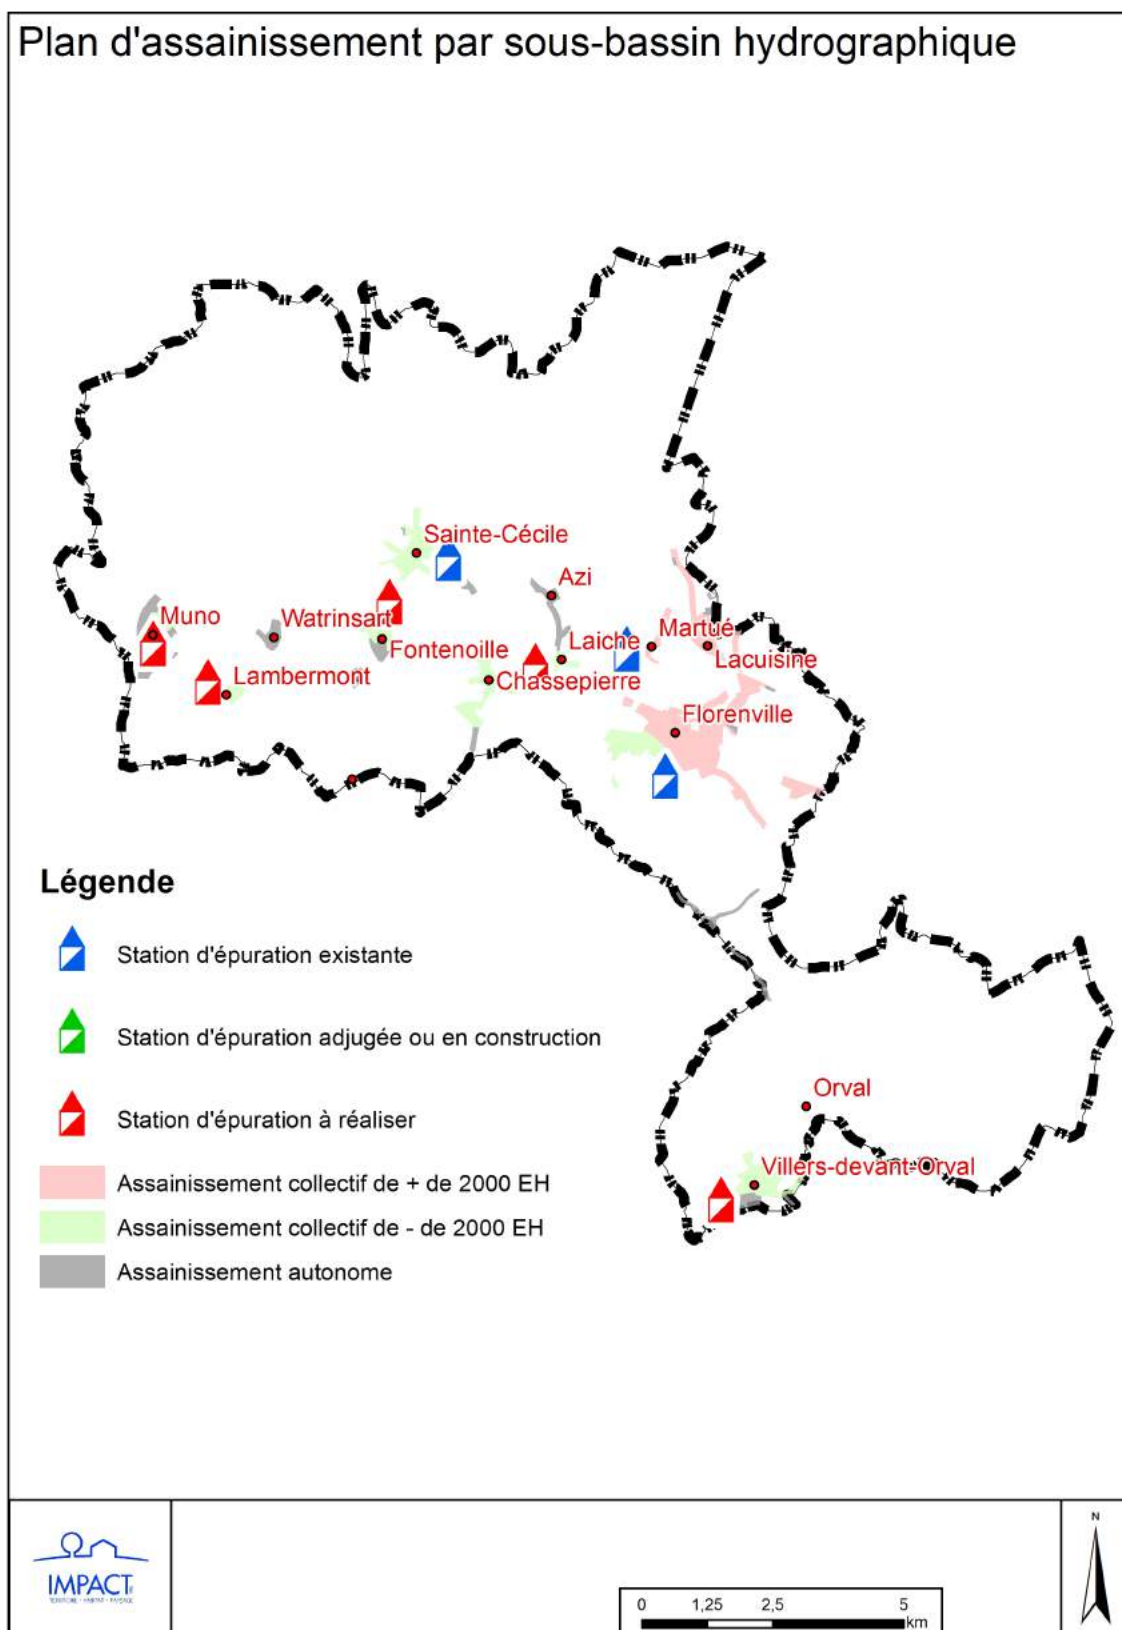 Plan d'assainissement par sous-bassin hydrographique
Sainte-Cécile
Azi
Muno
Watrinsart
Fontenoille
Laiche
Martué
Lacuisine
Lambermont
Chassepierre
Florenville
Légende
Station d'épuration existante
Station d'épuration adjugée ou en construction
Station d'épuration à réaliser
Assainissement collectif de + de 2000 EH
Assainissement collectif de - de 2000 EH
Assainissement autonome
Orval
Villers-devant-Orval
IMPACT
TERRITOIRE - HABITAT - PAYSAGE
N
0 1,25 2,5 5
km